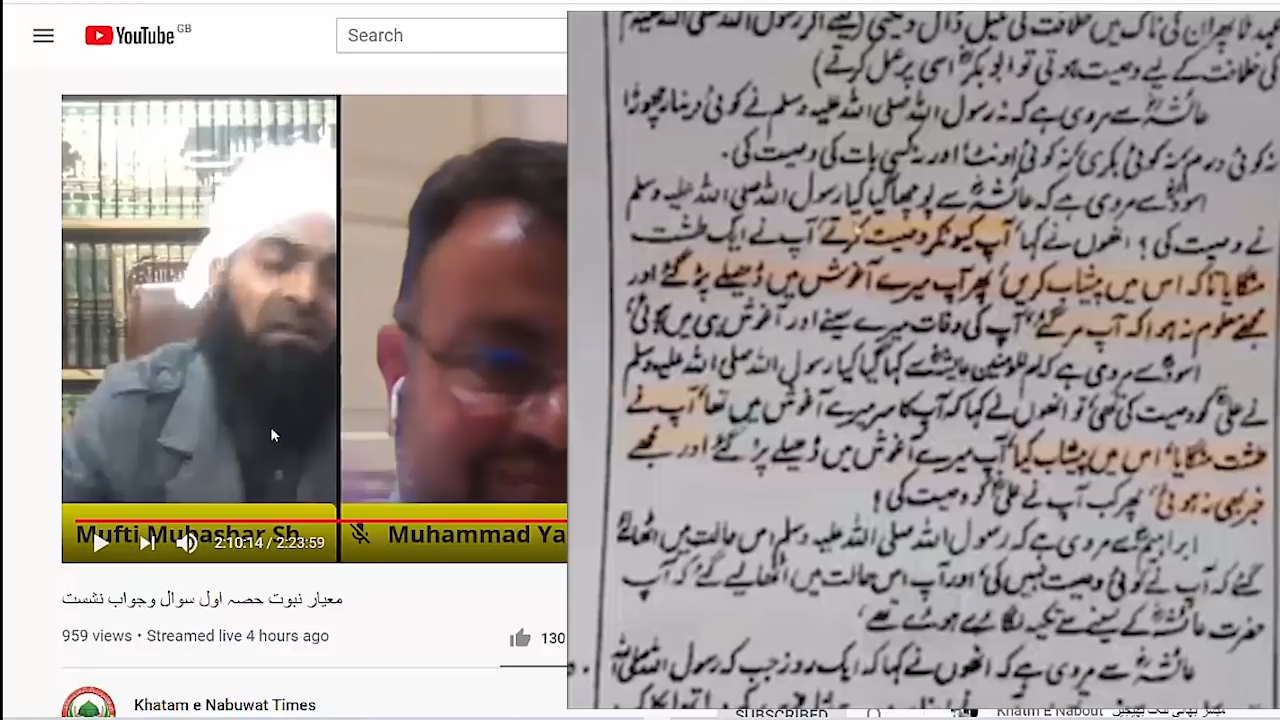 YouTube GB
Search
Mufti Mubashar Sh
Muhammad Ya
2:10:14 / 2:23:59
معیار نبوت حصہ اول سوال وجواب نشست
959 views • Streamed live 4 hours ago
130
Khatam e Nabuwat Times
SUBSCRIBED
Khatm E Nabout
کی خلافت کے لیے وصیت ہوتی تو ابوبکرؓ اسی پر عمل کرتے)
عائشہؓ سے مروی ہے کہ نہ رسول اللہ صلی اللہ علیہ وسلم نے کوئی دینار چھوڑا
نہ کوئی درم، نہ کوئی بکری، نہ کوئی اونٹ، اور نہ کسی بات کی وصیت کی۔
اسودؒ سے مروی ہے کہ عائشہؓ سے پوچھا گیا کیا رسول اللہ صلی اللہ علیہ وسلم
نے وصیت کی؟ انھوں نے کہا، آپ کیونکر وصیت کرتے، آپ نے ایک طشت
منگایا تاکہ اس میں پیشاب کریں، پھر آپ میرے آغوش میں ڈھیلے پڑ گئے اور
مجھے معلوم نہ ہوا کہ آپ مر گئے، آپ کی وفات میرے سینے اور آغوش ہی میں ہوئی،
اسودؒ سے مروی ہے کہ ام المومنین عائشہؓ سے کہا گیا کیا رسول اللہ صلی اللہ علیہ وسلم
نے علیؓ کو وصیت کی تھی، تو انھوں نے کہا کہ آپ کا سر میرے آغوش میں تھا، آپ نے
طشت منگایا، اس میں پیشاب کیا، آپ میرے آغوش میں ڈھیلے پڑ گئے اور مجھے
خبر بھی نہ ہوئی، پھر کب آپ نے علیؓ کو وصیت کی؟
ابراہیمؒ سے مروی ہے کہ رسول اللہ صلی اللہ علیہ وسلم اس حالت میں اٹھائے
گئے کہ آپ نے کوئی وصیت نہیں کی، اور آپ اس حالت میں اٹھا لیے گئے کہ آپ
حضرت عائشہؓ کے سینے سے تکیہ لگائے ہوئے تھے،
عائشہؓ سے مروی ہے کہ انھوں نے کہا کہ ایک روز جب کہ رسول اللہ صلی اللہ